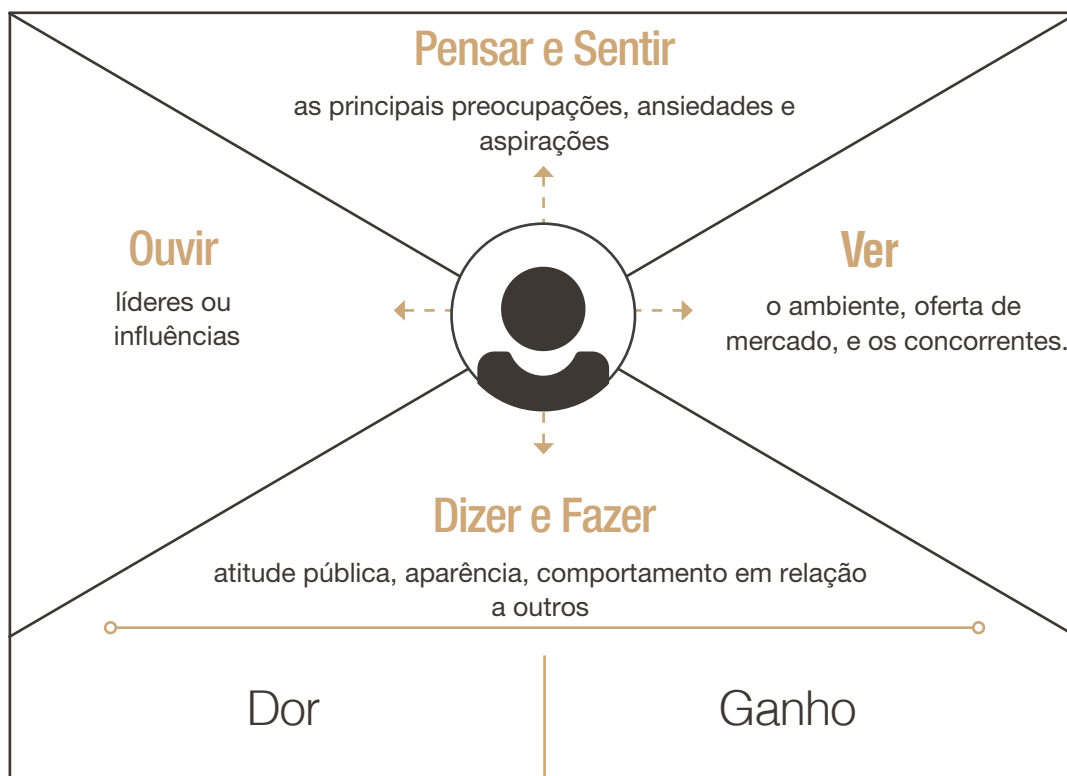 Pensar e Sentir
as principais preocupações, ansiedades e
aspirações
Ouvir
líderes ou
influências
Ver
o ambiente, oferta de
mercado, e os concorrentes.
Dizer e Fazer
atitude pública, aparência, comportamento em relação
a outros
Dor
Ganho